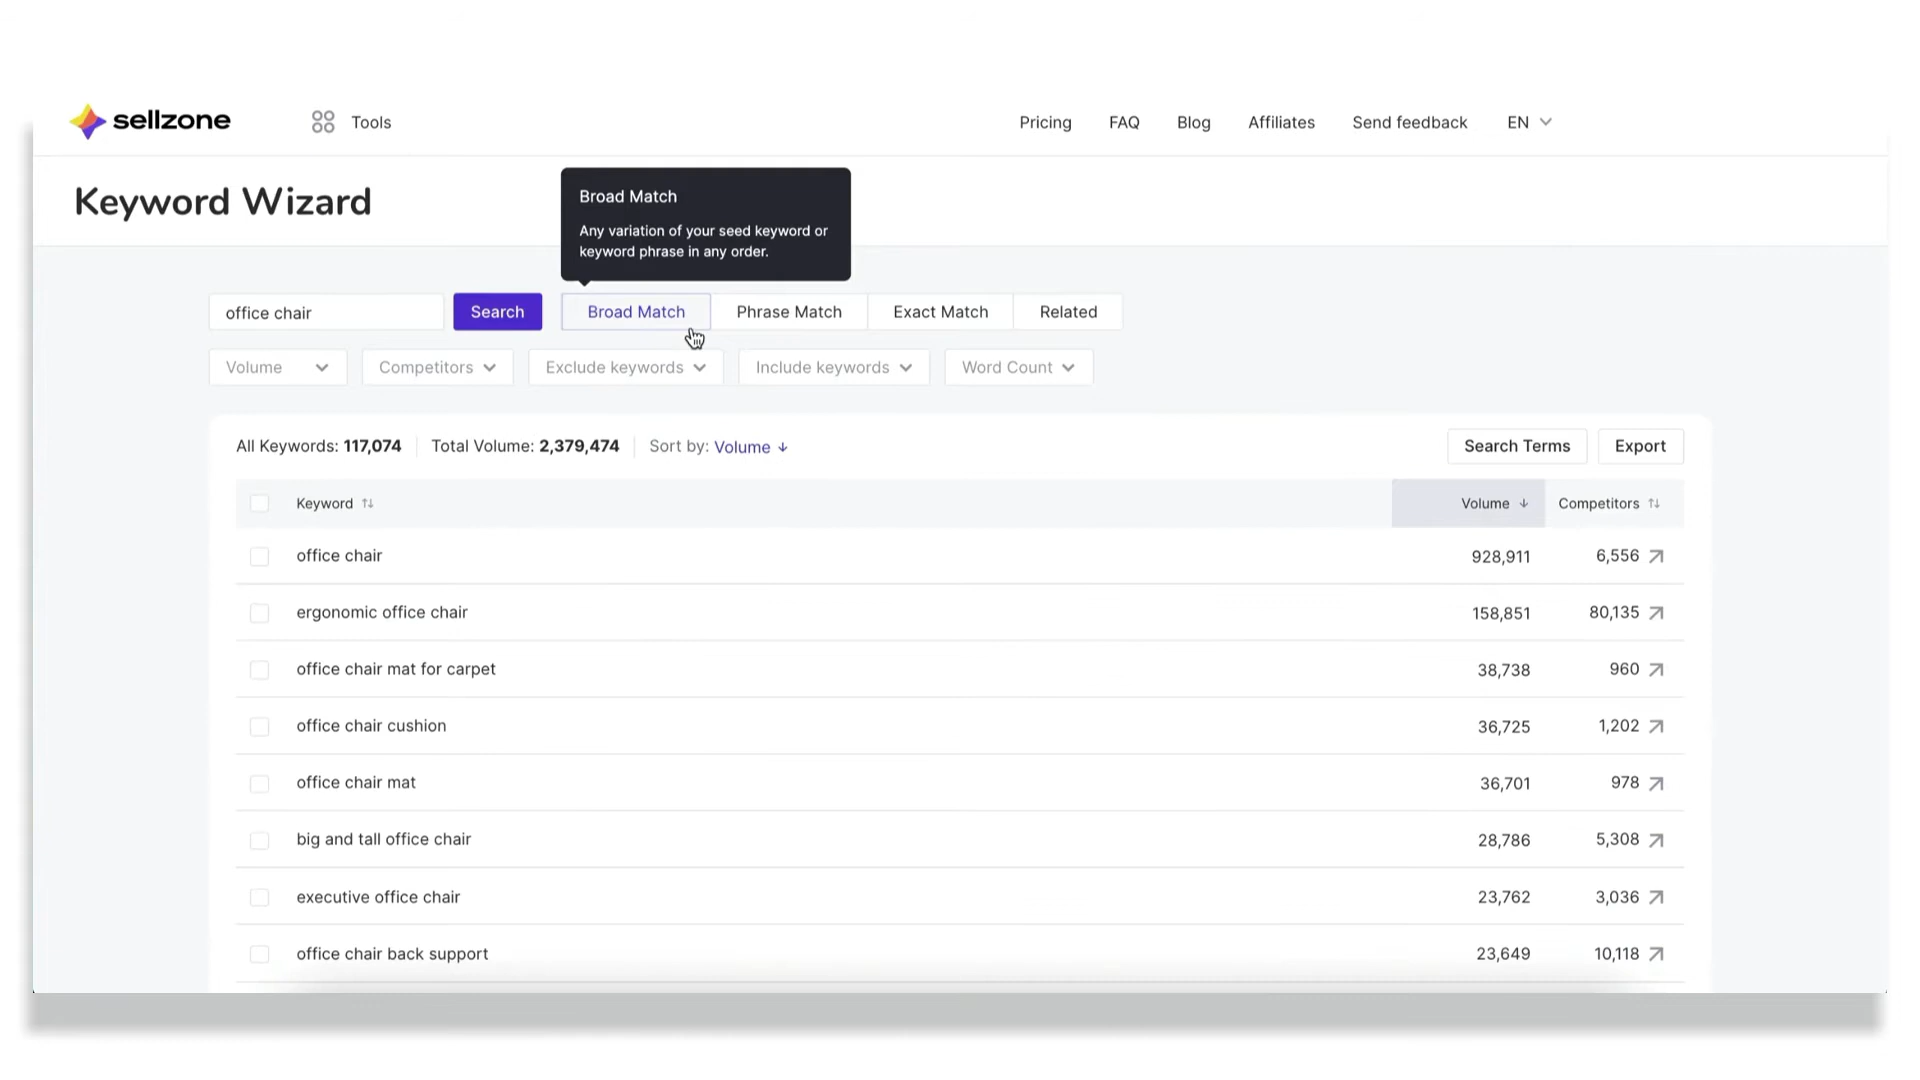 sellzone
Tools
Pricing
FAQ
Blog
Affiliates
Send feedback
EN
Keyword Wizard
Broad Match
Any variation of your seed keyword or
keyword phrase in any order.
office chair
Search
Broad Match
Phrase Match
Exact Match
Related
Volume
Competitors
Exclude keywords
Include keywords
Word Count
All Keywords: 117,074
Total Volume: 2,379,474
Sort by: Volume ↓
Search Terms
Export
Keyword Volume Competitors
office chair 928,911 6,556
ergonomic office chair 158,851 80,135
office chair mat for carpet 38,738 960
office chair cushion 36,725 1,202
office chair mat 36,701 978
big and tall office chair 28,786 5,308
executive office chair 23,762 3,036
office chair back support 23,649 10,118